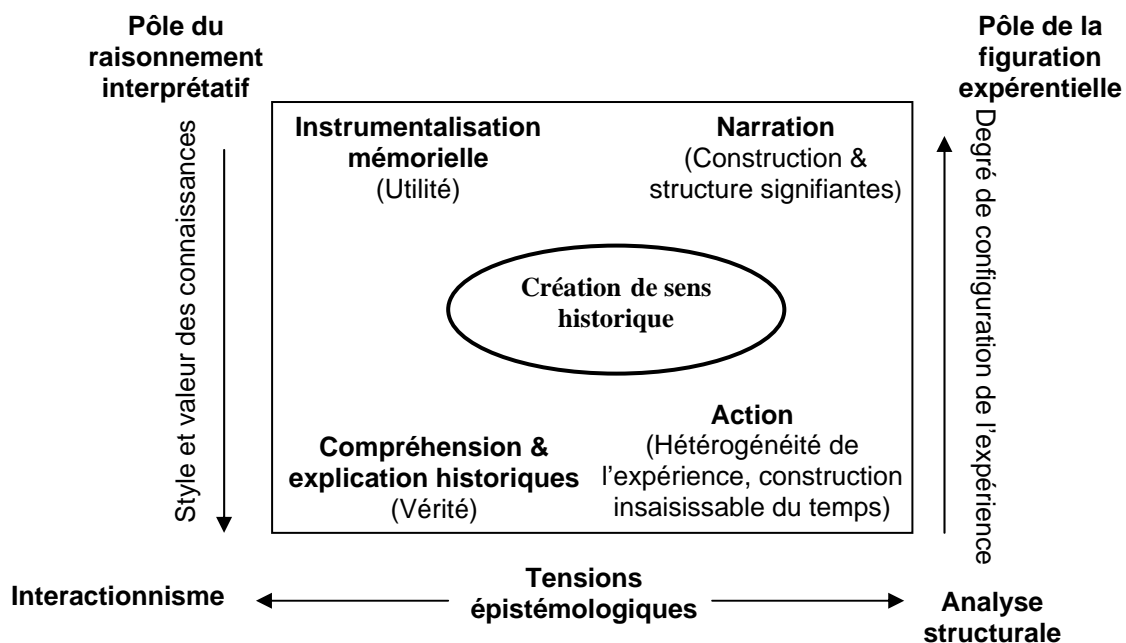 Pôle du
raisonnement
interprétatif
Pôle de la
figuration
expérentielle
Style et valeur des connaissances
Instrumentalisation
mémorielle
(Utilité)
Narration
(Construction &
structure signifiantes)
Création de sens
historique
Compréhension &
explication historiques
(Vérité)
Action
(Hétérogénéité de
l'expérience, construction
insaisissable du temps)
Degré de configuration de l'expérience
Interactionnisme
Tensions
épistémologiques
Analyse
structurale